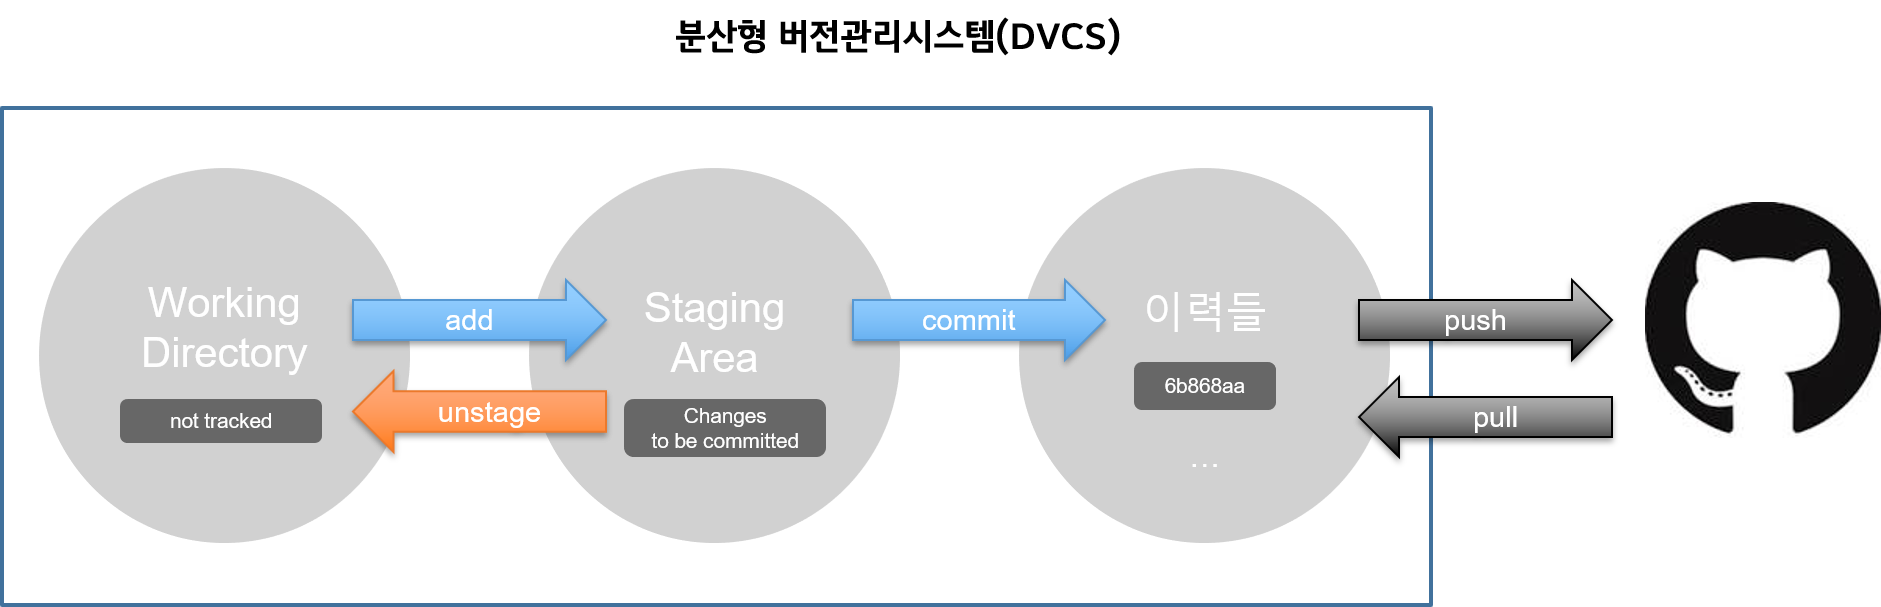 분산형 버전관리시스템(DVCS)
Working
Directory
not tracked
add
unstage
Staging
Area
Changes
to be committed
commit
이력들
6b868aa
...
push
pull